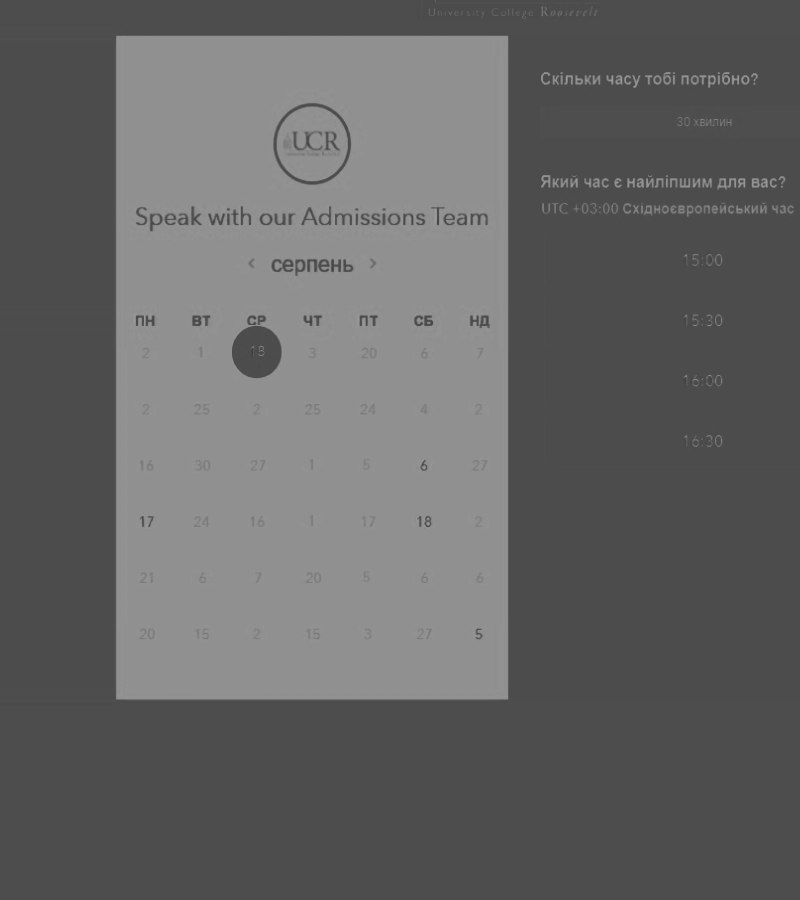 University College Roosevelt
UCR
Speak with our Admissions Team
‹ серпень ›
ПН ВТ СР ЧТ ПТ СБ НД
2 1 18 3 20 6 7
2 25 2 25 24 4 2
16 30 27 1 5 6 27
17 24 16 1 17 18 2
21 6 7 20 5 6 6
20 15 2 15 3 27 5
Скільки часу тобі потрібно?
30 хвилин
Який час є найліпшим для вас?
UTC +03:00 Східноєвропейський час
15:00
15:30
16:00
16:30